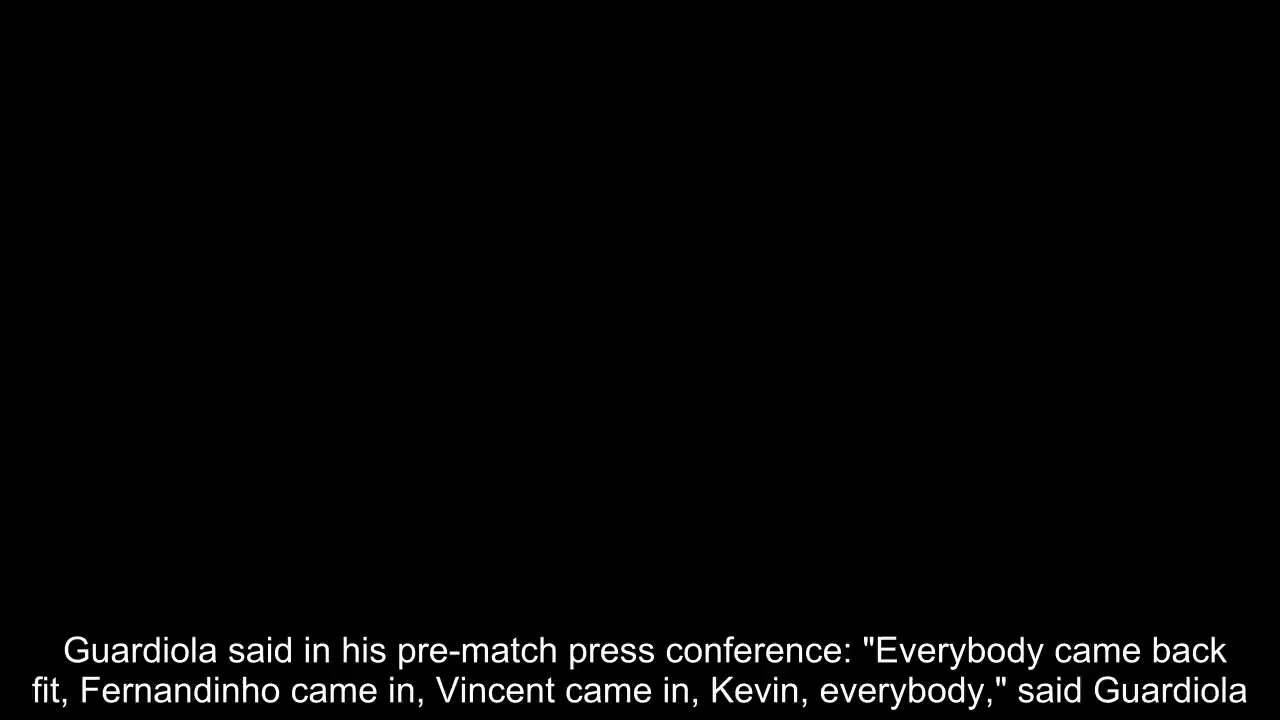 Guardiola said in his pre-match press conference: "Everybody came back
fit, Fernandinho came in, Vincent came in, Kevin, everybody," said Guardiola